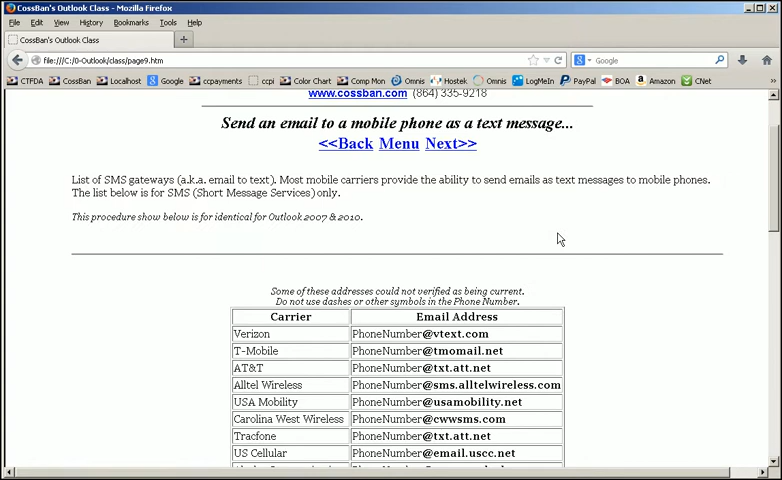 CossBan's Outlook Class - Mozilla Firefox
File Edit View History Bookmarks Tools Help
CossBan's Outlook Class
file:///C:/0-Outlook/class/page9.htm
Google
CTFDA CossBan Localhost Google ccpayments ccpi Color Chart Comp Mon Omnis Hostek Omnis LogMeIn PayPal BOA Amazon CNet
www.cossban.com (864) 335-9218
Send an email to a mobile phone as a text message...
<<Back Menu Next>>
List of SMS gateways (a.k.a. email to text). Most mobile carriers provide the ability to send emails as text messages to mobile phones.
The list below is for SMS (Short Message Services) only.
This procedure show below is for identical for Outlook 2007 & 2010.
Some of these addresses could not verified as being current.
Do not use dashes or other symbols in the Phone Number.
Carrier Email Address
Verizon PhoneNumber@vtext.com
T-Mobile PhoneNumber@tmomail.net
AT&T PhoneNumber@txt.att.net
Alltel Wireless PhoneNumber@sms.alltelwireless.com
USA Mobility PhoneNumber@usamobility.net
Carolina West Wireless PhoneNumber@cwwsms.com
Tracfone PhoneNumber@txt.att.net
US Cellular PhoneNumber@email.uscc.net